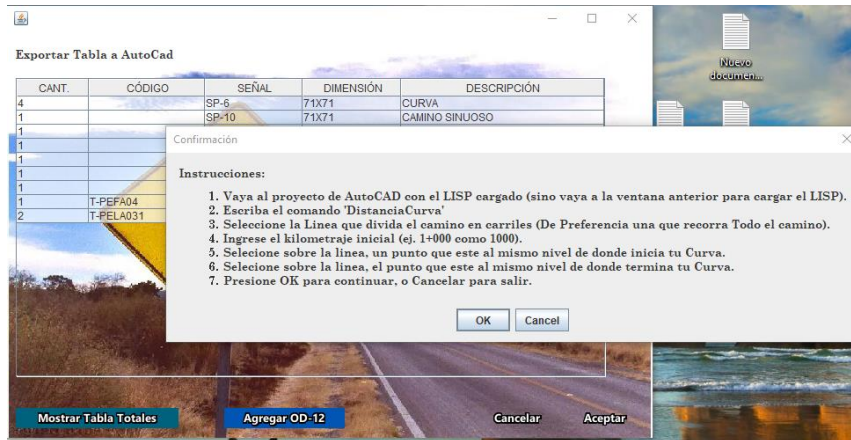 Exportar Tabla a AutoCad
CANT. CÓDIGO SEÑAL DIMENSIÓN DESCRIPCIÓN
4 SP-6 71X71 CURVA
1 SP-10 71X71 CAMINO SINUOSO
1
1
1
1
1
1 T-PEFA04
2 T-PELA031
Confirmación
Instrucciones:
1. Vaya al proyecto de AutoCAD con el LISP cargado (sino vaya a la ventana anterior para cargar el LISP).
2. Escriba el comando 'DistanciaCurva'
3. Seleccione la Linea que divida el camino en carriles (De Preferencia una que recorra Todo el camino).
4. Ingrese el kilometraje inicial (ej. 1+000 como 1000).
5. Selecione sobre la linea, un punto que este al mismo nivel de donde inicia tu Curva.
6. Selecione sobre la linea, el punto que este al mismo nivel de donde termina tu Curva.
7. Presione OK para continuar, o Cancelar para salir.
OK Cancel
Mostrar Tabla Totales Agregar OD-12 Cancelar Aceptar
Nuevo
documen...